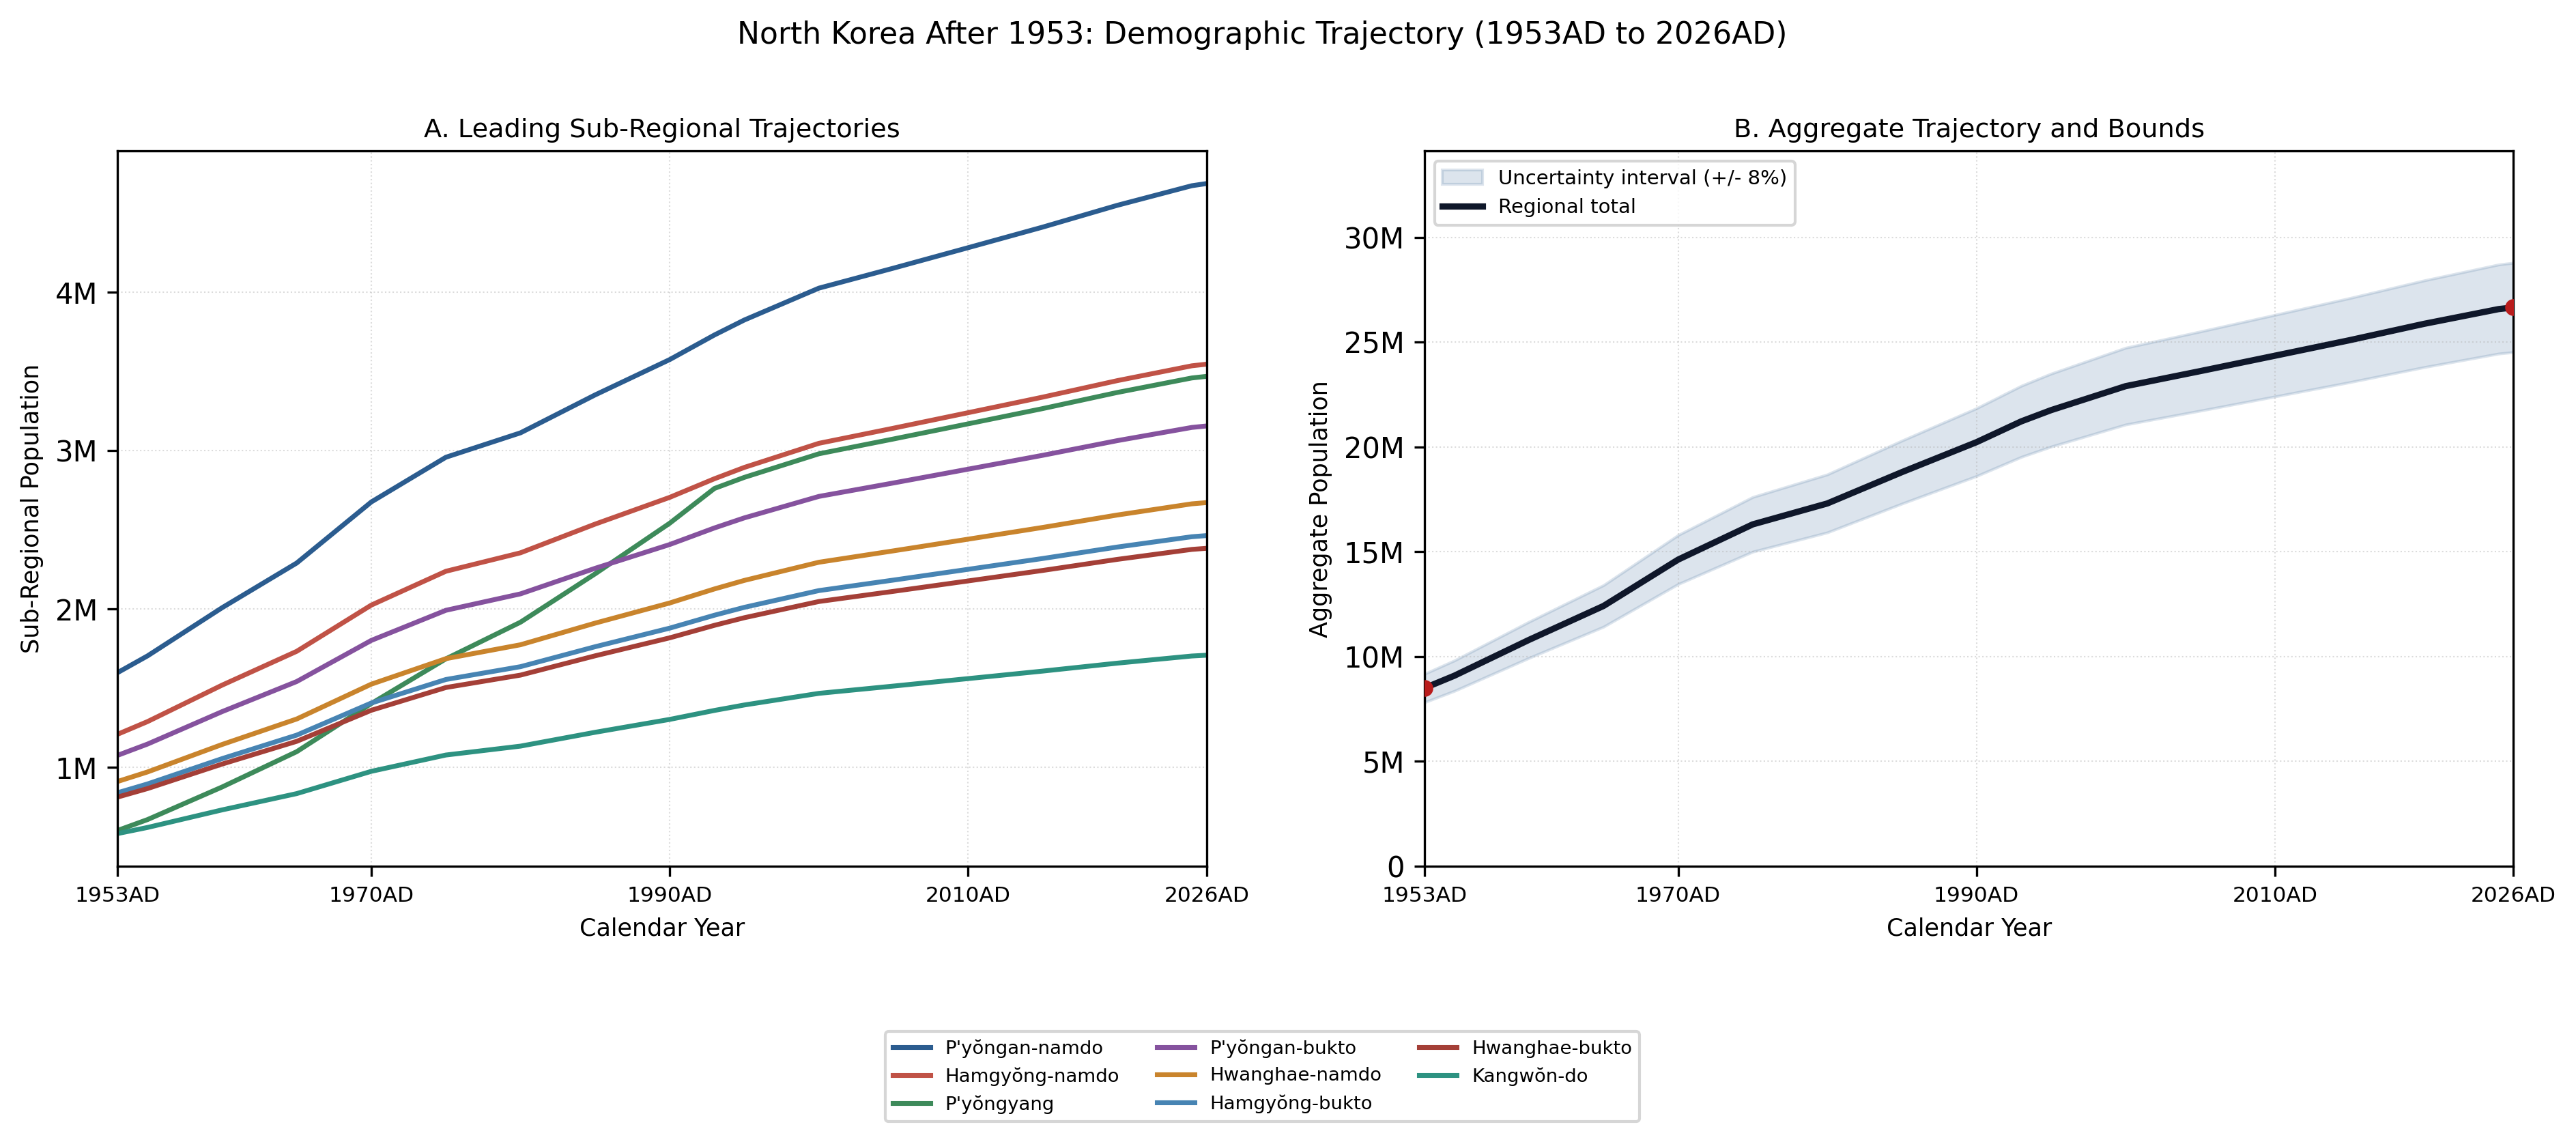 North Korea After 1953: Demographic Trajectory (1953AD to 2026AD)
A. Leading Sub-Regional Trajectories
Sub-Regional Population
4M
3M
2M
1M
1953AD 1970AD 1990AD 2010AD 2026AD
Calendar Year
B. Aggregate Trajectory and Bounds
Uncertainty interval (+/- 8%)
Regional total
Aggregate Population
30M
25M
20M
15M
10M
5M
0
1953AD 1970AD 1990AD 2010AD 2026AD
Calendar Year
P'yŏngan-namdo
Hamgyŏng-namdo
P'yŏngyang
P'yŏngan-bukto
Hwanghae-namdo
Hamgyŏng-bukto
Hwanghae-bukto
Kangwŏn-do